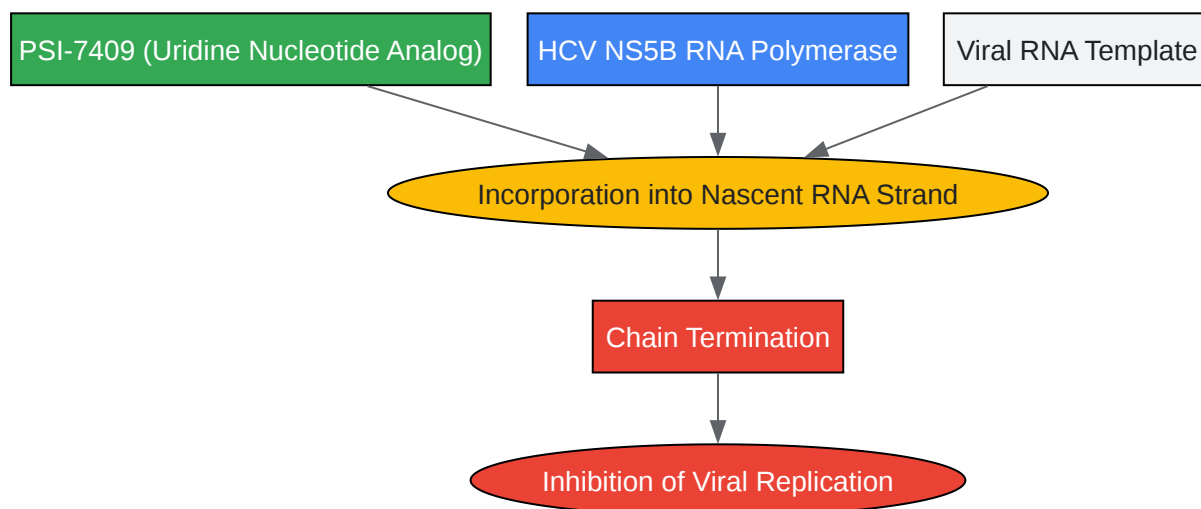 PSI-7409 (Uridine Nucleotide Analog)
HCV NS5B RNA Polymerase
Viral RNA Template
Incorporation into Nascent RNA Strand
Chain Termination
Inhibition of Viral Replication